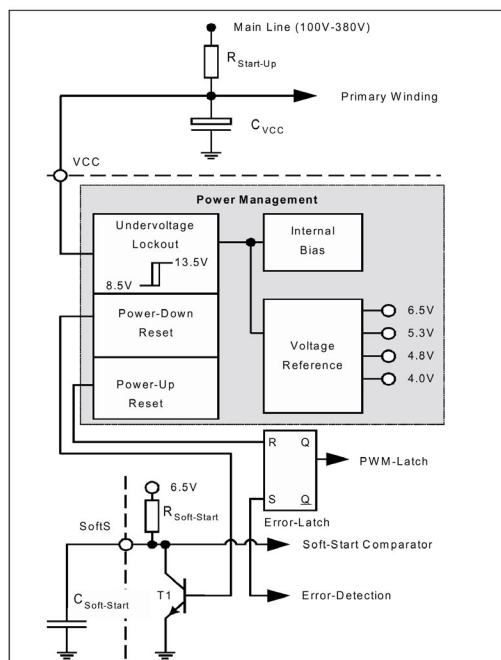 Main Line (100V-380V)
R Start-Up
Primary Winding
C VCC
VCC
Power Management
Undervoltage
Lockout
13.5V
8.5V
Internal
Bias
Power-Down
Reset
Power-Up
Reset
Voltage
Reference
6.5V
5.3V
4.8V
4.0V
R Q
S Q
Error-Latch
PWM-Latch
6.5V
R Soft-Start
SoftS
Soft-Start Comparator
C Soft-Start
T1
Error-Detection